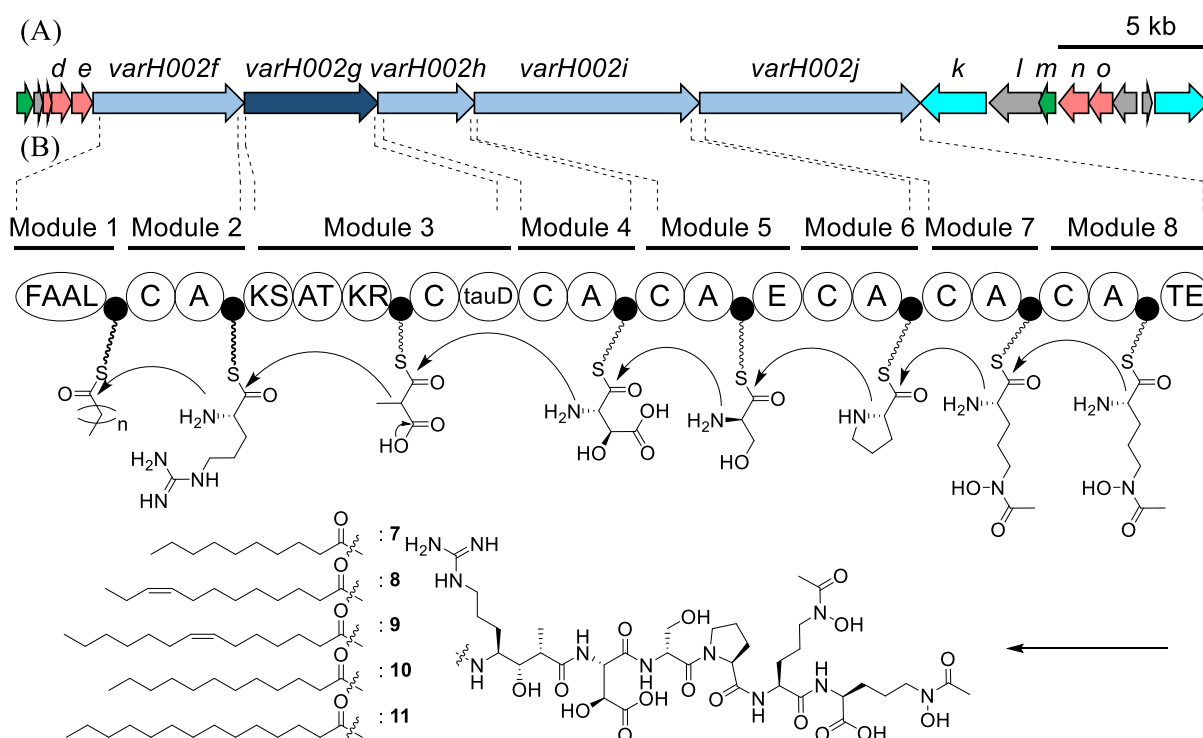 (A)
5 kb
d e varH002f varH002g varH002h varH002i varH002j k l m n o
(B)
Module 1 Module 2 Module 3 Module 4 Module 5 Module 6 Module 7 Module 8
FAAL C A KS AT KR C tauD C A C A E C A C A C A TE
S S S S S S S S
O O O O O O O O
H2N H2N OH H2N HN H2N H2N
n HO O HO O
H2N NH HO
HN HO N HO N
O O
O : 7 H2N NH
O : 8 HN O
O : 9 H N O OH N OH
O : 10 N H OH O N H O N O N H O H N O N OH O
O : 11 HO O OH O OH